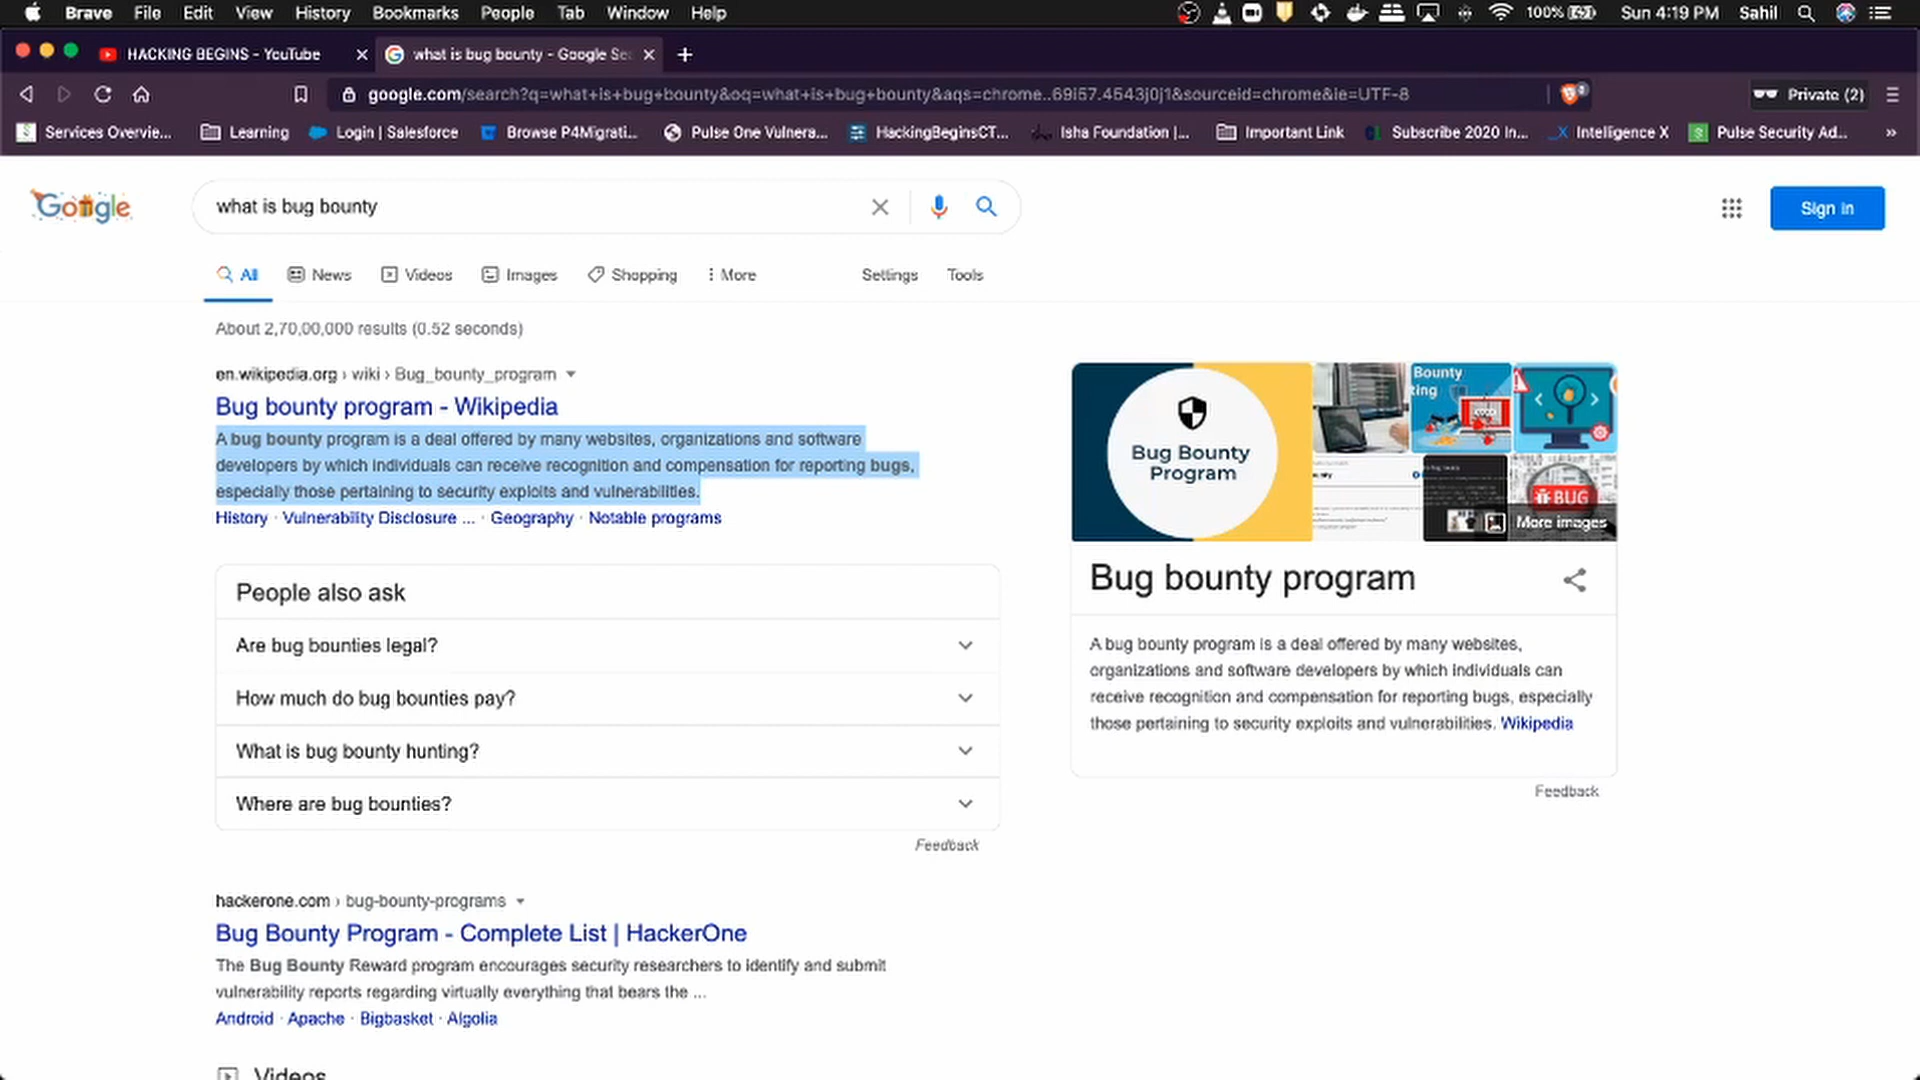 Brave File Edit View History Bookmarks People Tab Window Help 100% Sun 4:19 PM Sahil
HACKING BEGINS - YouTube
what is bug bounty - Google Se
google.com/search?q=what+is+bug+bounty&oq=what+is+bug+bounty&aqs=chrome..69i57.4543j0j1&sourceid=chrome&ie=UTF-8
Private (2)
Services Overvie... Learning Login | Salesforce Browse P4Migrati... Pulse One Vulnera... HackingBeginsCT... Isha Foundation |... Important Link Subscribe 2020 In... Intelligence X Pulse Security Ad... »
Google
what is bug bounty
Sign in
All News Videos Images Shopping More Settings Tools
About 2,70,00,000 results (0.52 seconds)
en.wikipedia.org › wiki › Bug_bounty_program
Bug bounty program - Wikipedia
A bug bounty program is a deal offered by many websites, organizations and software
developers by which individuals can receive recognition and compensation for reporting bugs,
especially those pertaining to security exploits and vulnerabilities.
History · Vulnerability Disclosure ... · Geography · Notable programs
People also ask
Are bug bounties legal?
How much do bug bounties pay?
What is bug bounty hunting?
Where are bug bounties?
Feedback
hackerone.com › bug-bounty-programs
Bug Bounty Program - Complete List | HackerOne
The Bug Bounty Reward program encourages security researchers to identify and submit
vulnerability reports regarding virtually everything that bears the ...
Android · Apache · Bigbasket · Algolia
Videos
Bug Bounty
Program
Bounty
ting
BUG
More images
Bug bounty program
A bug bounty program is a deal offered by many websites,
organizations and software developers by which individuals can
receive recognition and compensation for reporting bugs, especially
those pertaining to security exploits and vulnerabilities. Wikipedia
Feedback